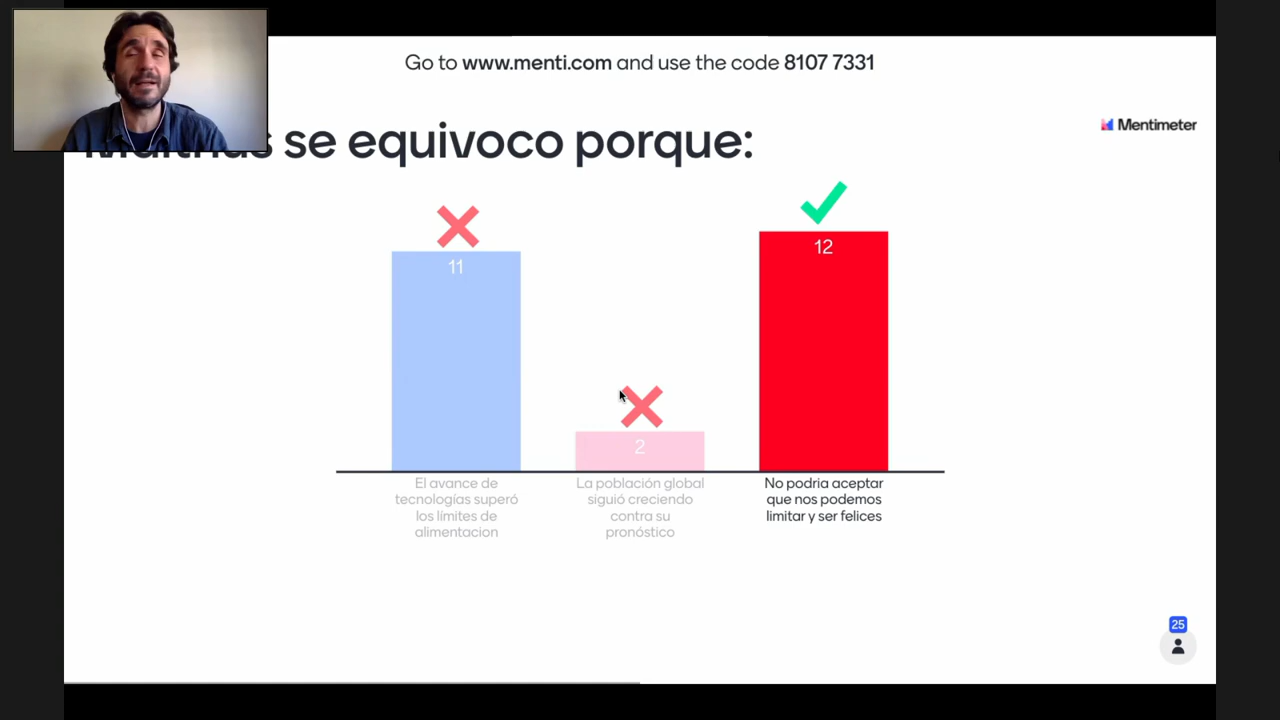 Go to www.menti.com and use the code 8107 7331
se equivoco porque:
Mentimeter
11
2
12
El avance de
tecnologías superó
los límites de
alimentacion
La población global
siguió creciendo
contra su
pronóstico
No podria aceptar
que nos podemos
limitar y ser felices
25